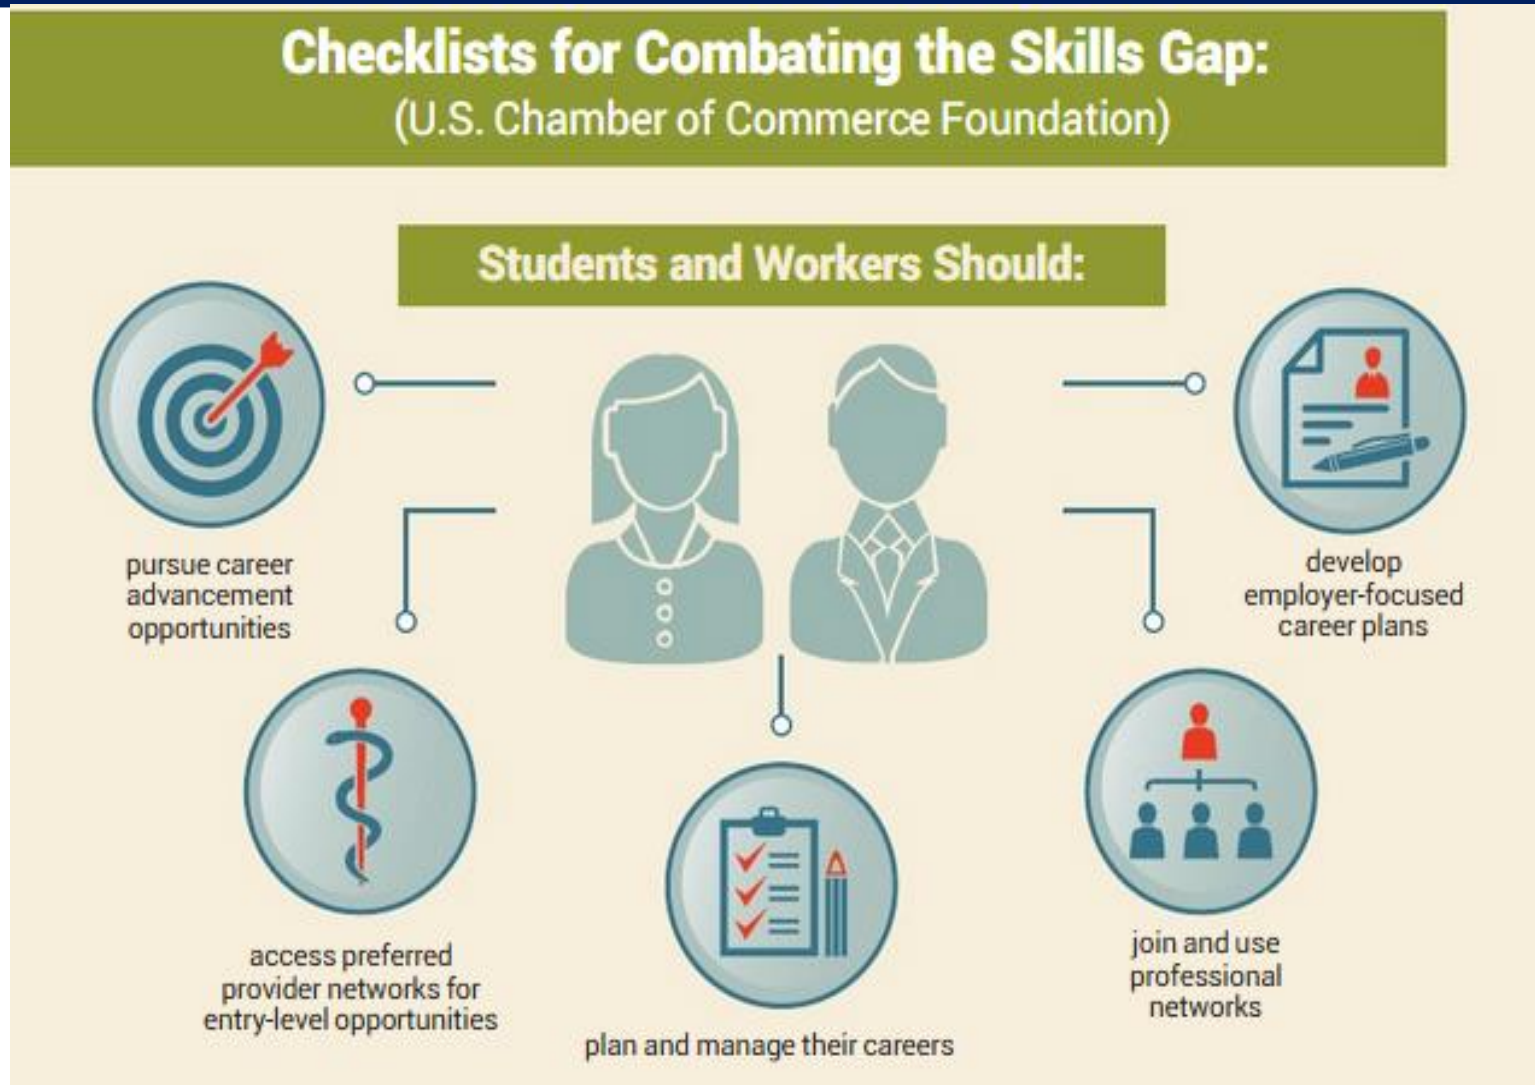 Checklists for Combating the Skills Gap:
(U.S. Chamber of Commerce Foundation)
Students and Workers Should:
pursue career
advancement
opportunities
access preferred
provider networks for
entry-level opportunities
plan and manage their careers
join and use
professional
networks
develop
employer-focused
career plans